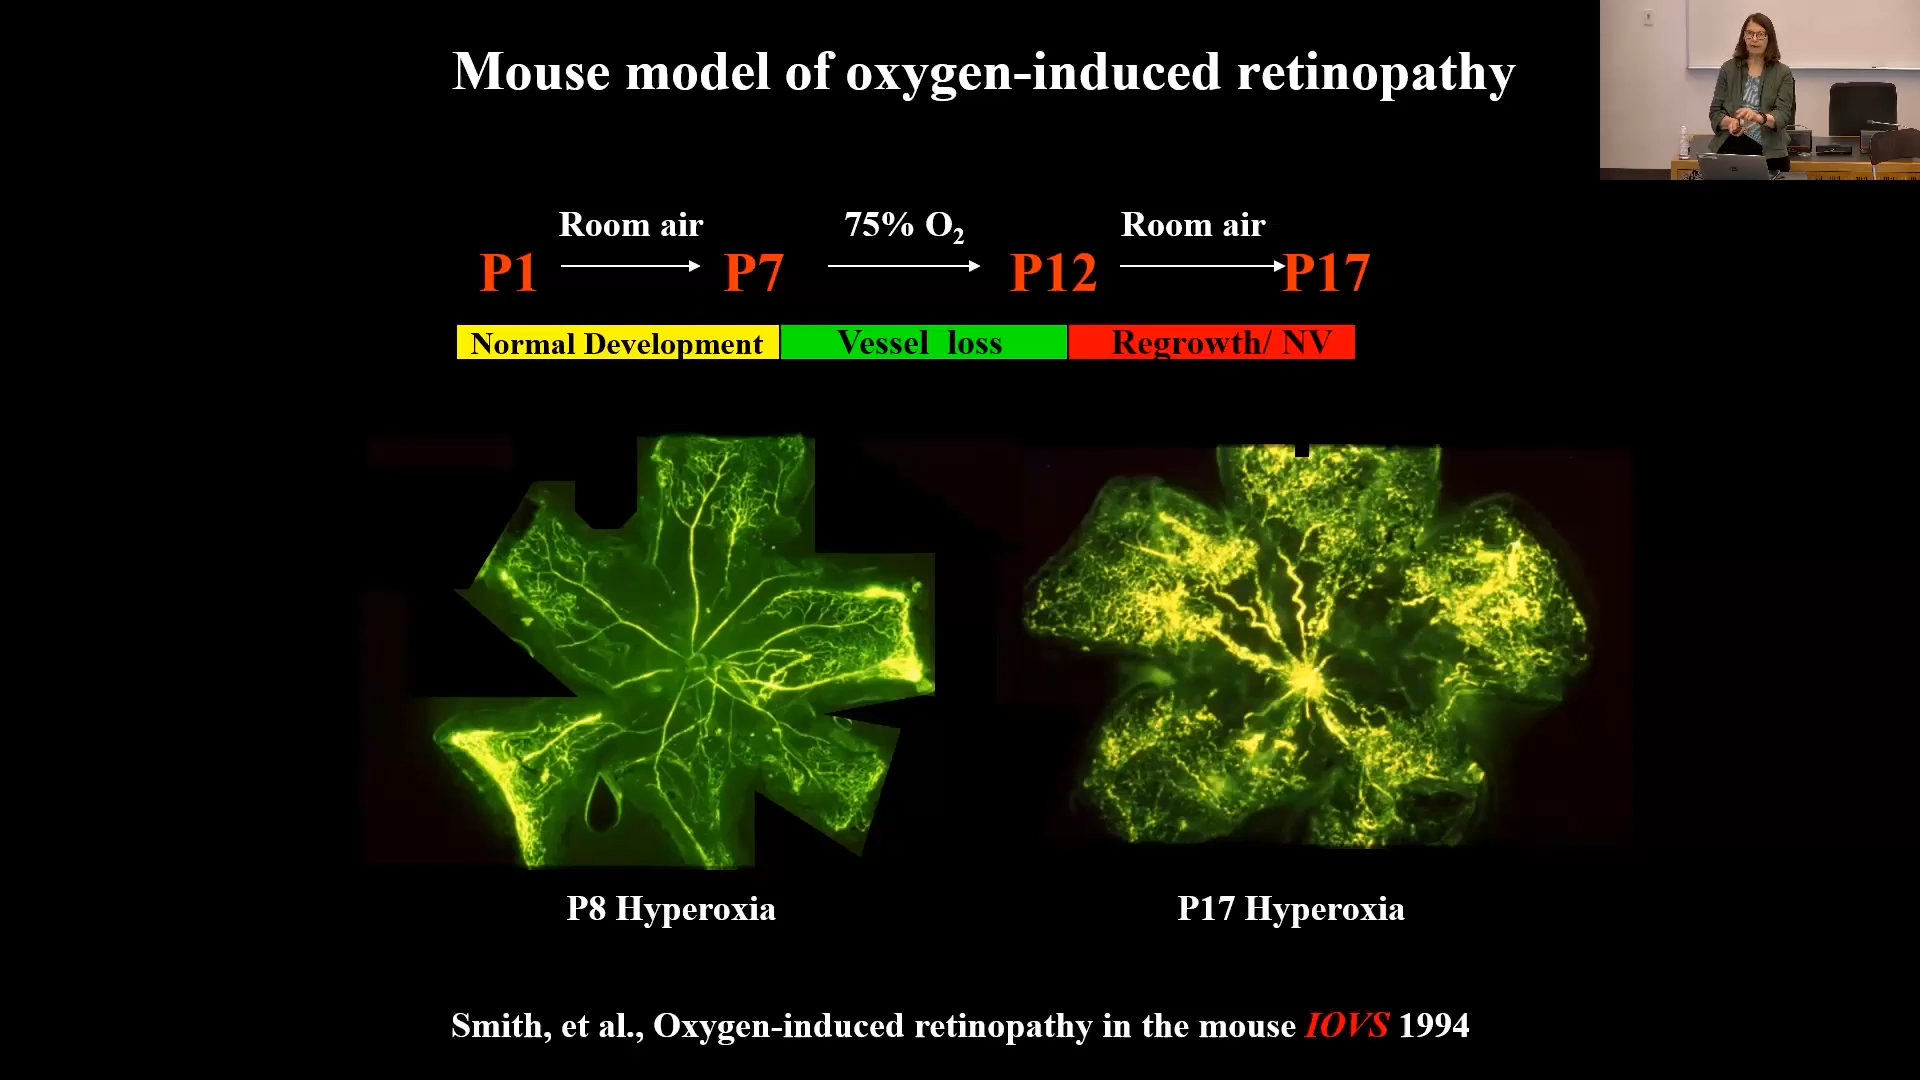 Mouse model of oxygen-induced retinopathy
Room air 75% O₂ Room air
P1 P7 P12 P17
Normal Development Vessel loss Regrowth/ NV
P8 Hyperoxia P17 Hyperoxia
Smith, et al., Oxygen-induced retinopathy in the mouse IOVS 1994